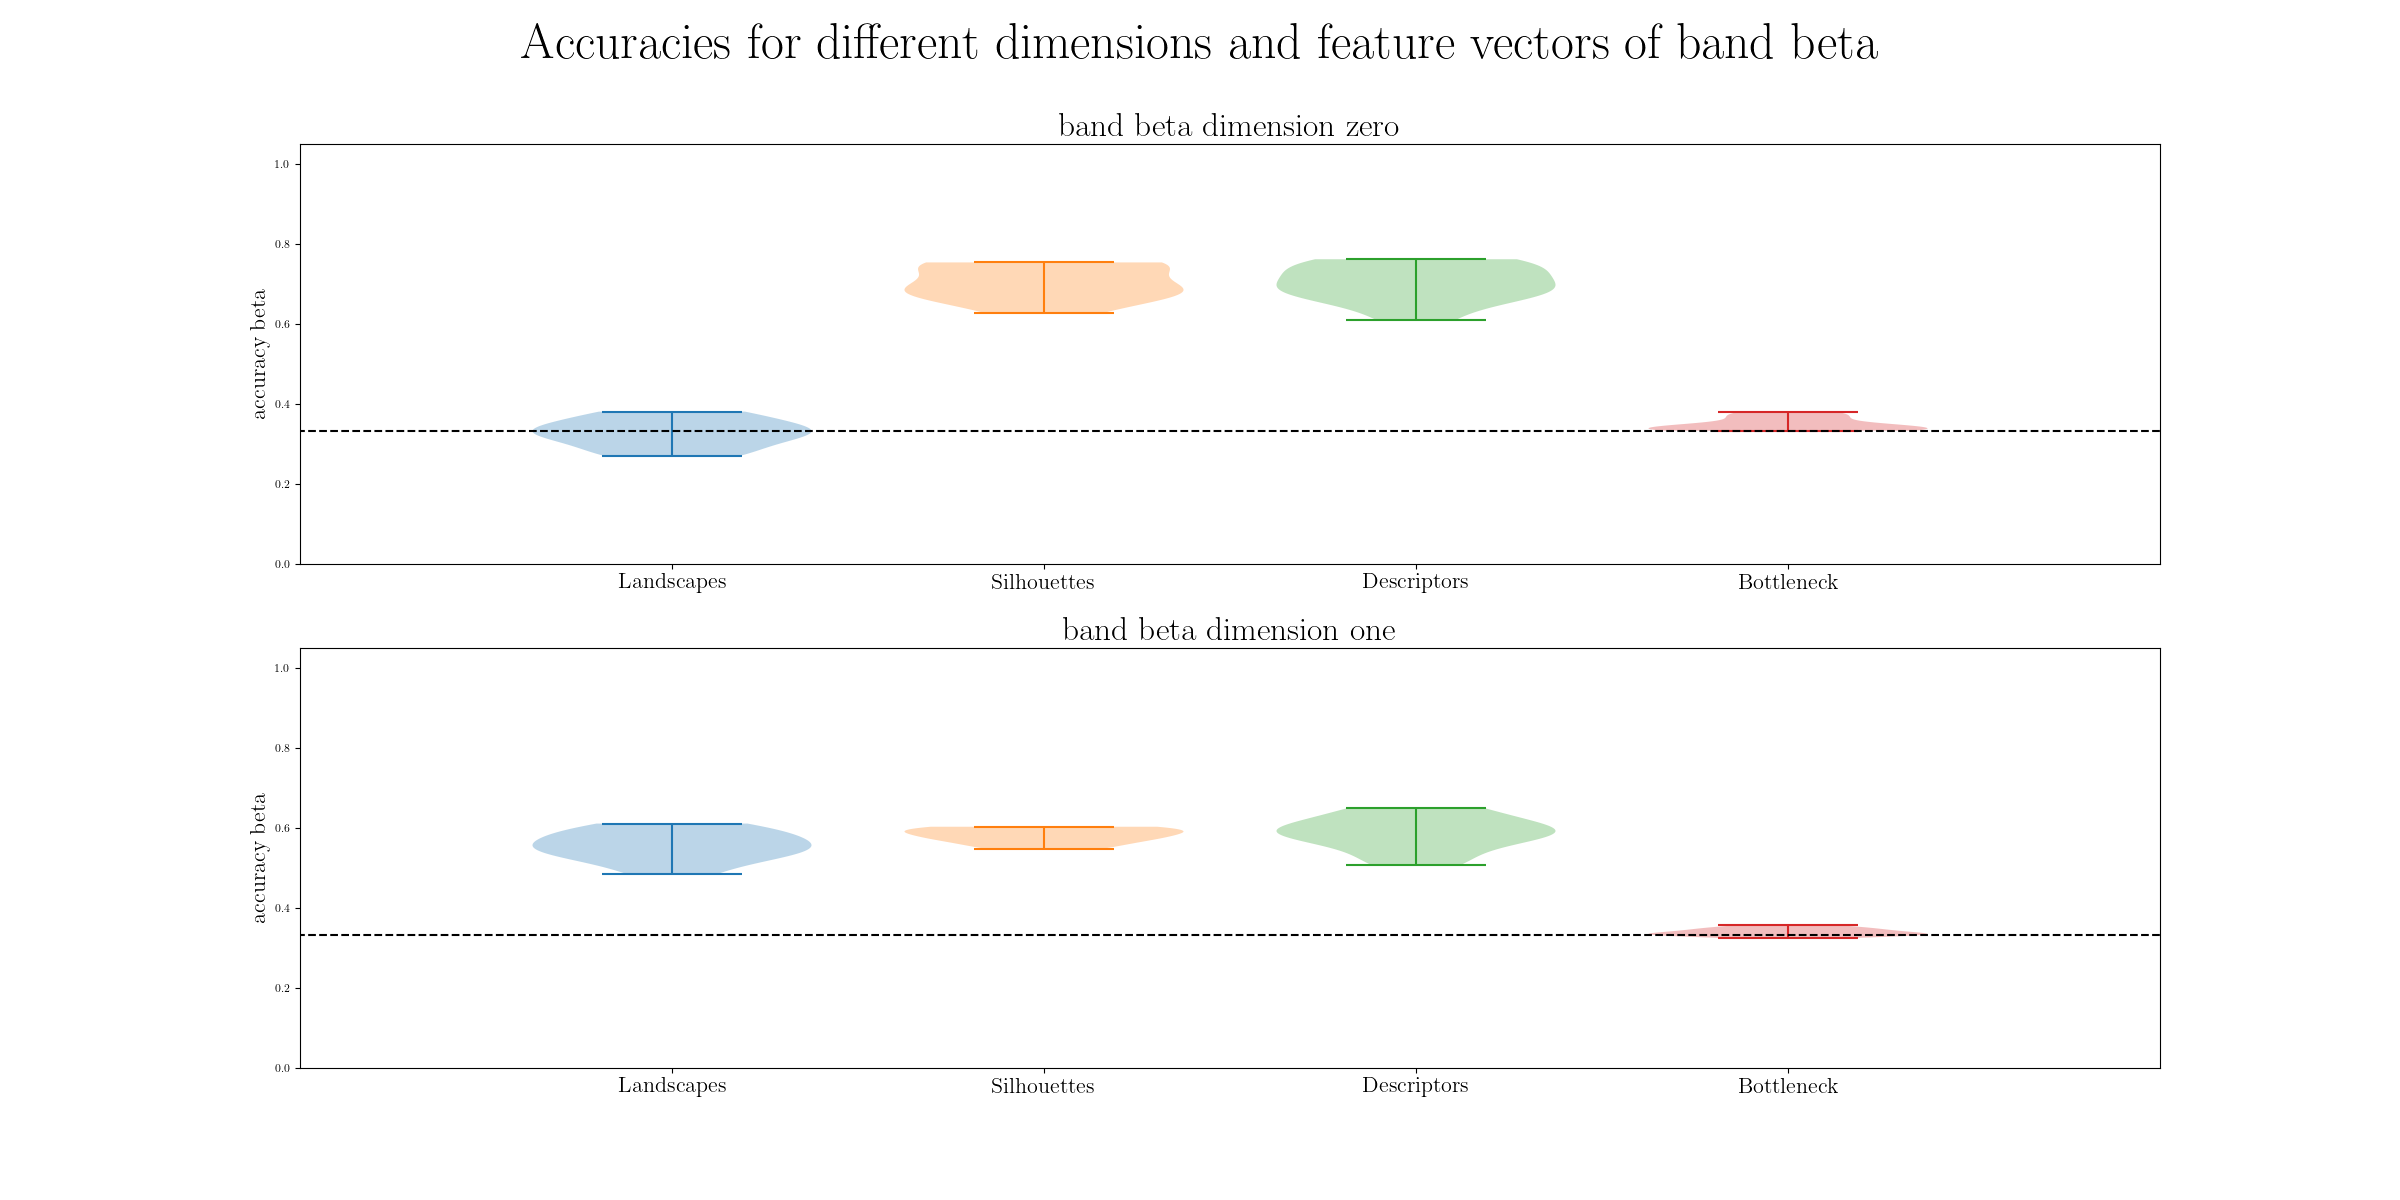 Accuracies for different dimensions and feature vectors of band beta
band beta dimension zero
1.0
0.8
0.6
0.4
0.2
0.0
accuracy beta
Landscapes Silhouettes Descriptors Bottleneck
band beta dimension one
1.0
0.8
0.6
0.4
0.2
0.0
accuracy beta
Landscapes Silhouettes Descriptors Bottleneck